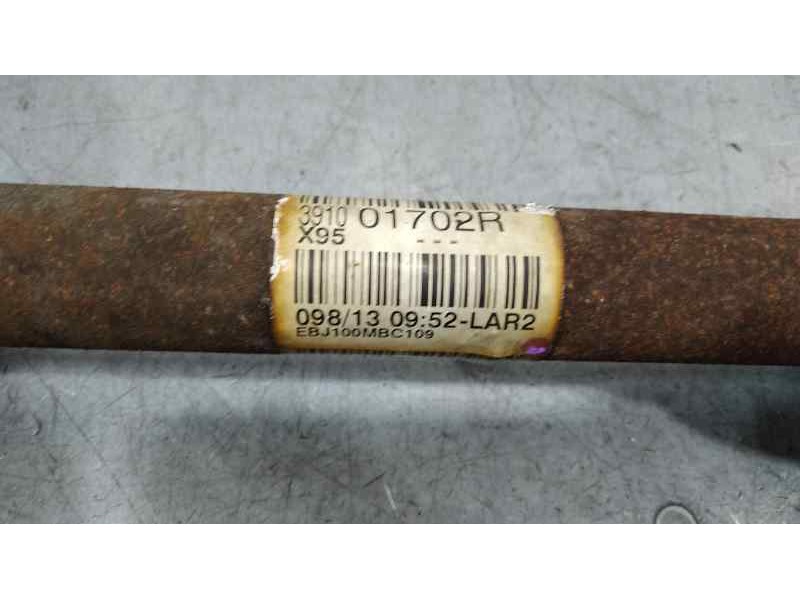 3910 01702R
X95 ---
098/13 09:52-LAR2
EBJ100MBC109